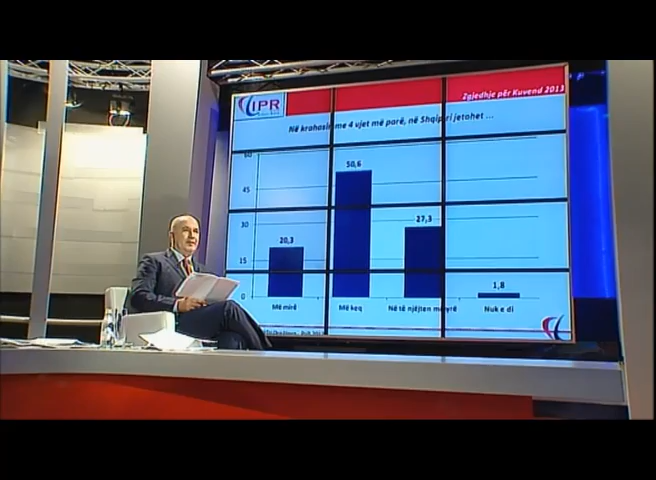 IPR
Zgjedhje për Kuvend 2013
Në krahasim me 4 vjet më parë, në Shqipëri jetohet ...
60
45
30
15
0
20,3
50,6
27,3
1,8
Më mirë
Më keq
Në të njëjtën mënyrë
Nuk e di